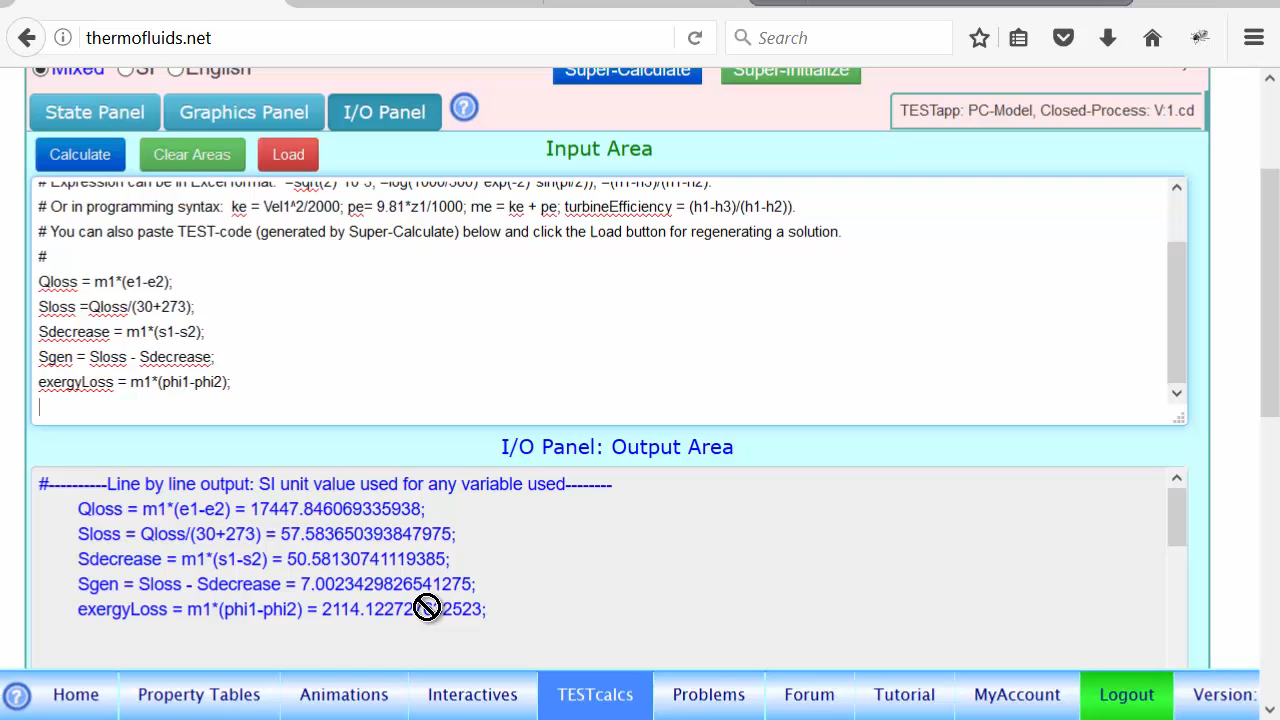 thermofluids.net
Search
Mixed SI English
Super-Calculate Super-Initialize
State Panel Graphics Panel I/O Panel ? TESTapp: PC-Model, Closed-Process: V:1.cd
Calculate Clear Areas Load Input Area
# Or in programming syntax: ke = Vel1^2/2000; pe= 9.81*z1/1000; me = ke + pe; turbineEfficiency = (h1-h3)/(h1-h2)).
# You can also paste TEST-code (generated by Super-Calculate) below and click the Load button for regenerating a solution.
#
Qloss = m1*(e1-e2);
Sloss =Qloss/(30+273);
Sdecrease = m1*(s1-s2);
Sgen = Sloss - Sdecrease;
exergyLoss = m1*(phi1-phi2);
I/O Panel: Output Area
#----------Line by line output: SI unit value used for any variable used--------
Qloss = m1*(e1-e2) = 17447.846069335938;
Sloss = Qloss/(30+273) = 57.583650393847975;
Sdecrease = m1*(s1-s2) = 50.58130741119385;
Sgen = Sloss - Sdecrease = 7.0023429826541275;
exergyLoss = m1*(phi1-phi2) =
? Home Property Tables Animations Interactives TESTcalcs Problems Forum Tutorial MyAccount Logout Version: